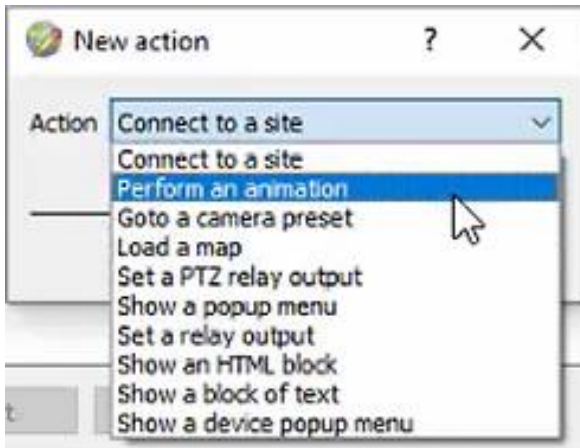 New action
?
Action Connect to a site
Connect to a site
Perform an animation
Goto a camera preset
Load a map
Set a PTZ relay output
Show a popup menu
Set a relay output
Show an HTML block
Show a block of text
Show a device popup menu